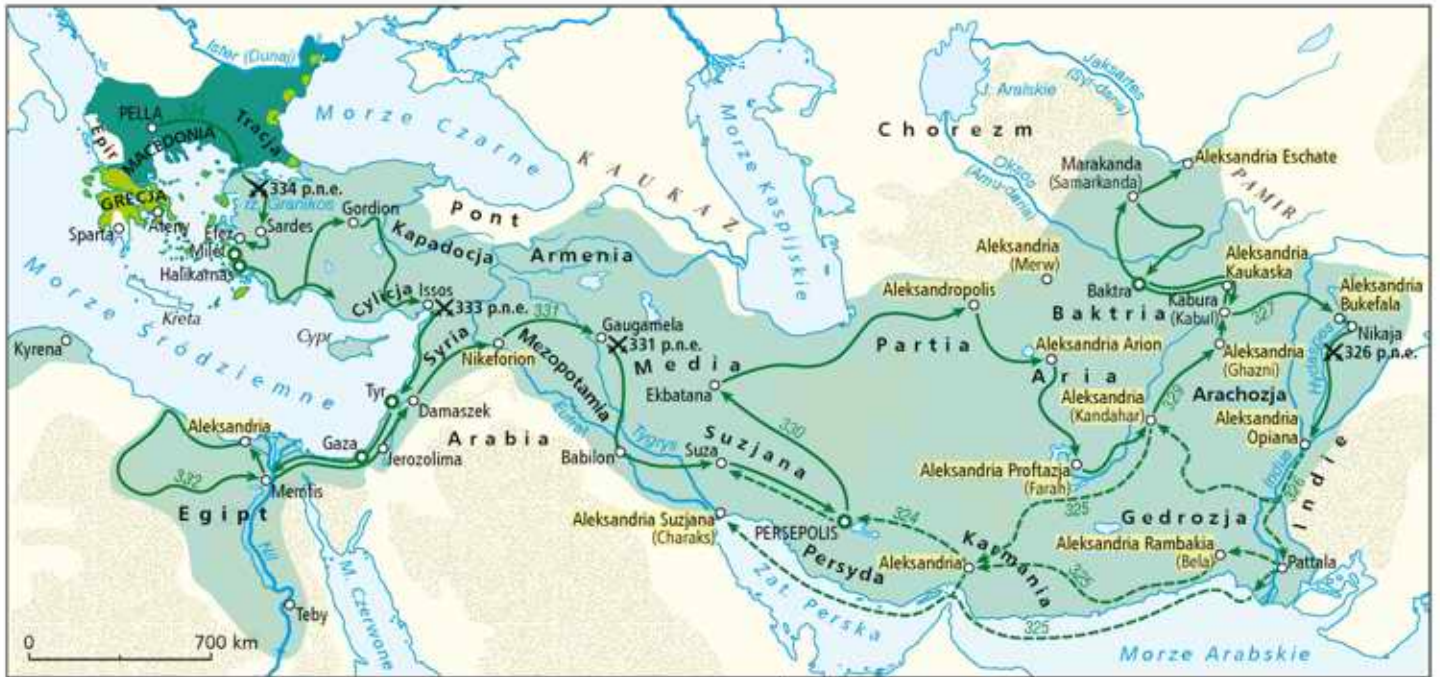 Ister (Dunaj)
PELLA
334
Epir
MACEDONIA
Tracja
GRECJA
Sparta
Ateny
334 p.n.e.
rz. Granikos
Efez
Sardes
Milet
Halikarnas
Gordion
Morze Czarne
Pont
Kapadocja
Armenia
KAUKAZ
Morze Kaspijskie
J. Aralskie
Jaksartes
(Syr-daria)
Chorezm
Oksos
(Amu-daria)
Marakanda
(Samarkanda)
Aleksandria Eschate
PAMIR
Morze Śródziemne
Kreta
Cypr
Kyrena
Cylicja
Issos
333 p.n.e.
Syria
Tyr
Damaszek
Nikeforion
331
Gaugamela
331 p.n.e.
Mezopotamia
Media
Ekbatana
Aleksandropolis
Aleksandria
(Merw)
Partia
Baktra
Baktria
Aleksandria
Kaukaska
Kabura
(Kabul)
327
Aleksandria
Bukefala
Nikaja
326 p.n.e.
Hydaspos
Aleksandria Arion
Aria
Aleksandria
(Ghazni)
329
Arachozja
Aleksandria
(Kandahar)
Aleksandria
Opiana
Aleksandria
Gaza
Jerozolima
Arabia
Eufrat
Tygrys
Babilon
Suza
Suzjana
330
332
Memfis
Egipt
Nil
Teby
M. Czerwone
Aleksandria Suzjana
(Charaks)
PERSEPOLIS
324
Persyda
Zat. Perska
Aleksandria
Karmania
Aleksandria Proftazja
(Farah)
325
Gedrozja
Aleksandria Rambakia
(Bela)
325
325
Indus
326
Indie
Pattala
Morze Arabskie
0 700 km